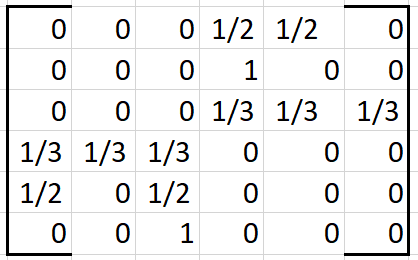 0 0 0 1/2 1/2 0
0 0 0 1 0 0
0 0 0 1/3 1/3 1/3
1/3 1/3 1/3 0 0 0
1/2 0 1/2 0 0 0
0 0 1 0 0 0